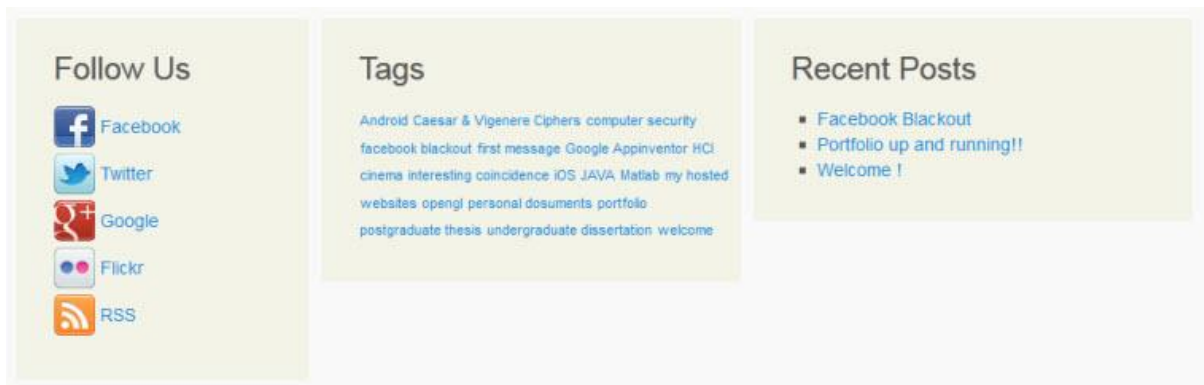 Follow Us
Facebook
Twitter
Google
Flickr
RSS
Tags
Android Caesar & Vigenere Ciphers computer security
facebook blackout first message Google Appinventor HCI
cinema interesting coincidence iOS JAVA Matlab my hosted
websites opengl personal dosuments portfolio
postgraduate thesis undergraduate dissertation welcome
Recent Posts
Facebook Blackout
Portfolio up and running!!
Welcome !